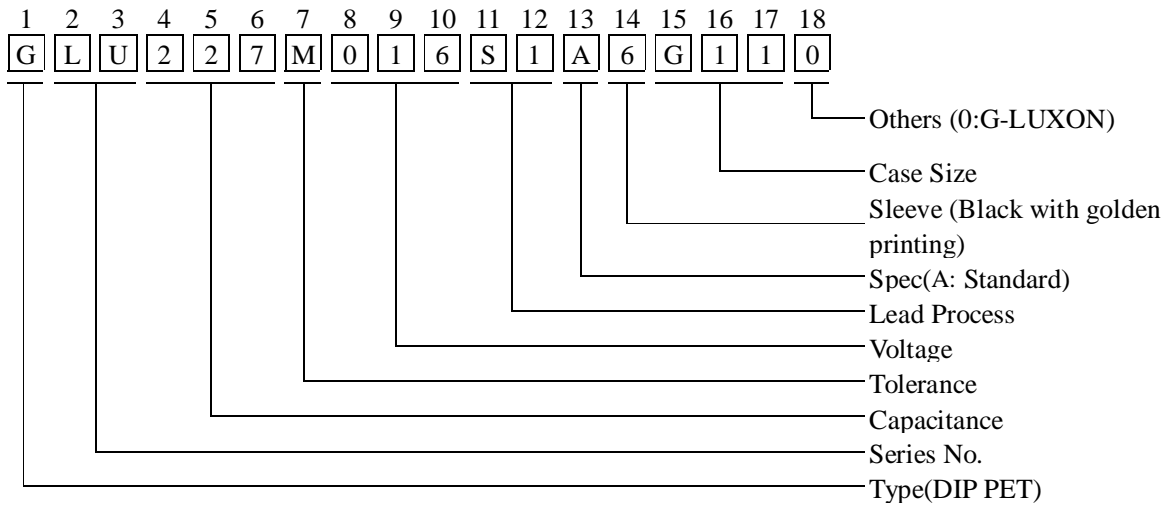 1 2 3 4 5 6 7 8 9 10 11 12 13 14 15 16 17 18
G L U 2 2 7 M 0 1 6 S 1 A 6 G 1 1 0
Others (0:G-LUXON)
Case Size
Sleeve (Black with golden
printing)
Spec(A: Standard)
Lead Process
Voltage
Tolerance
Capacitance
Series No.
Type(DIP PET)